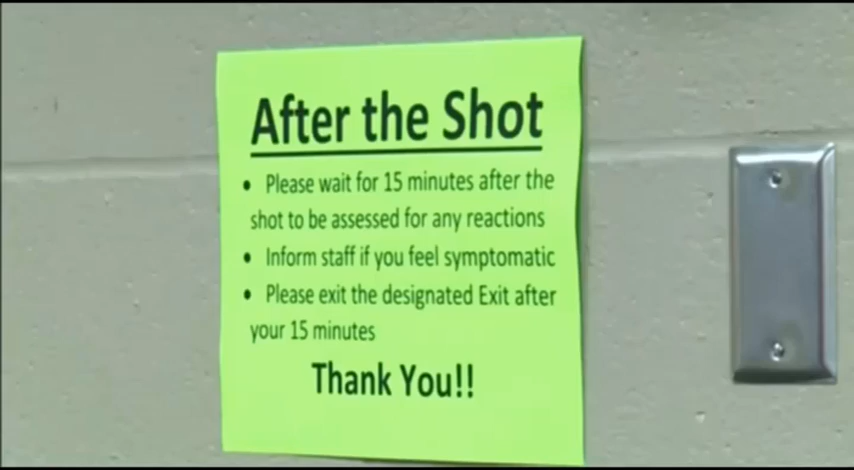 After the Shot
• Please wait for 15 minutes after the
shot to be assessed for any reactions
• Inform staff if you feel symptomatic
• Please exit the designated Exit after
your 15 minutes
Thank You!!